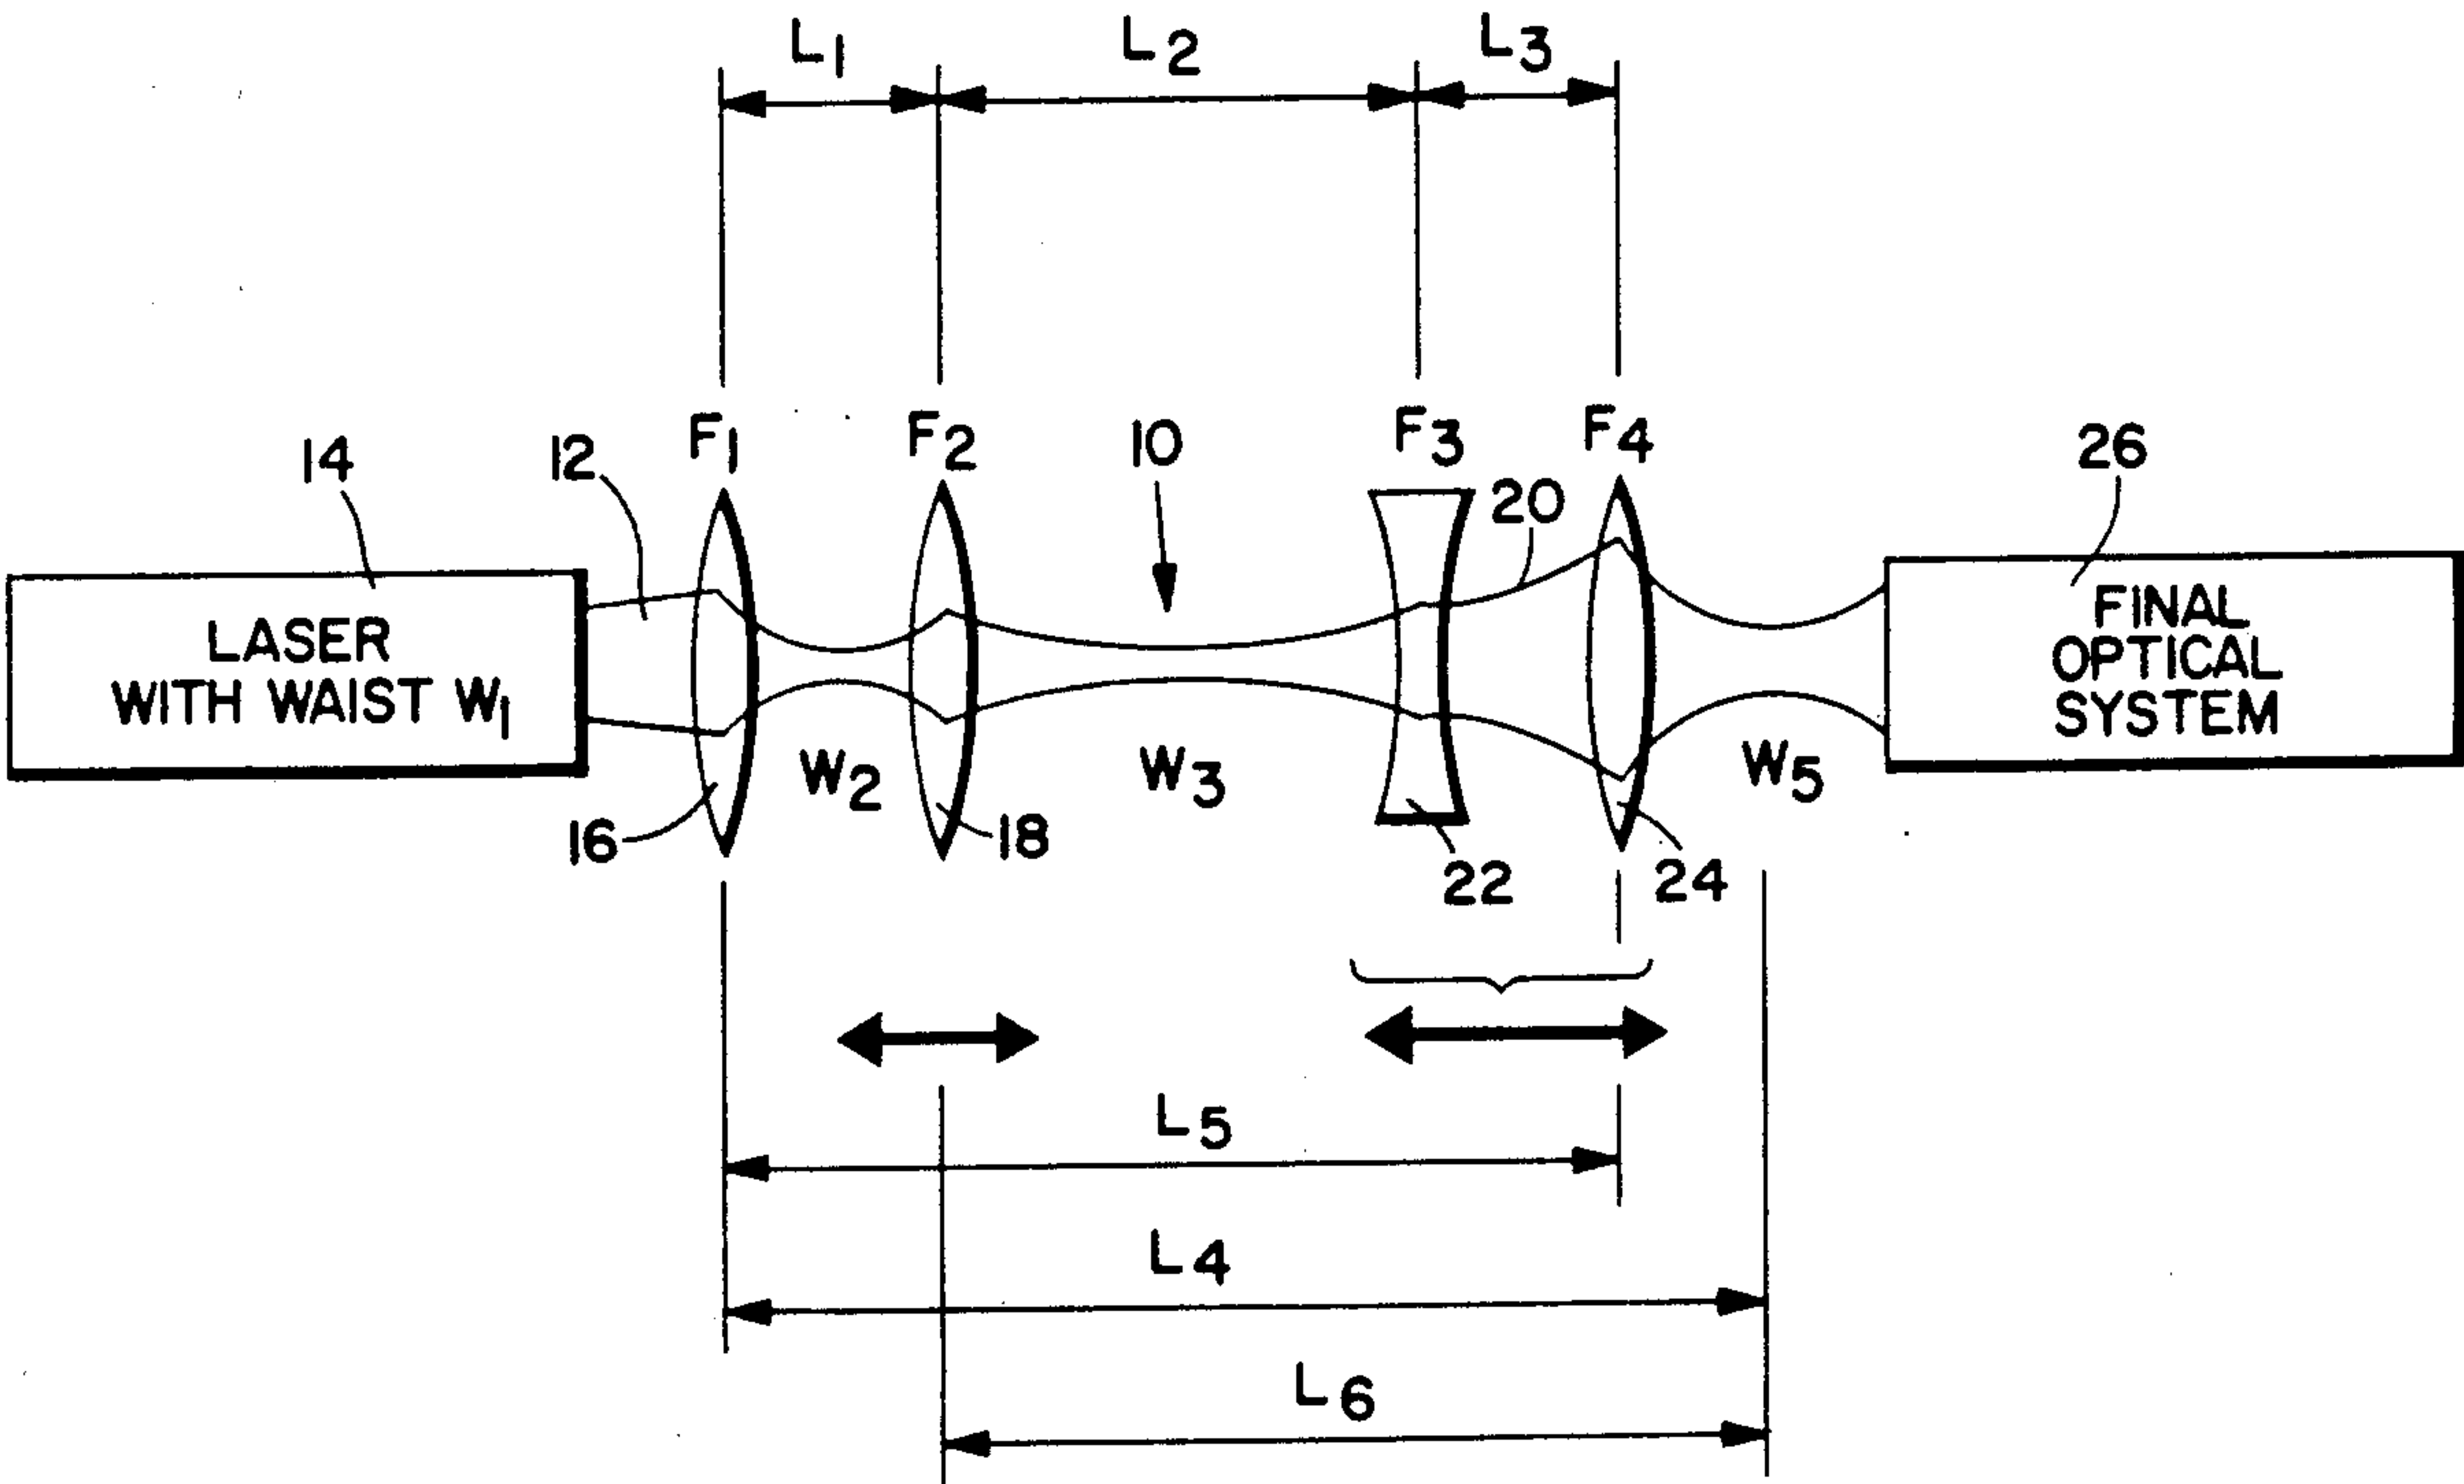 L1 L2 L3
F1 F2 10 F3 F4
14 12 20 26
LASER
WITH WAIST W1
FINAL
OPTICAL
SYSTEM
W2 W3 W5
16 18 22 24
L5
L4
L6